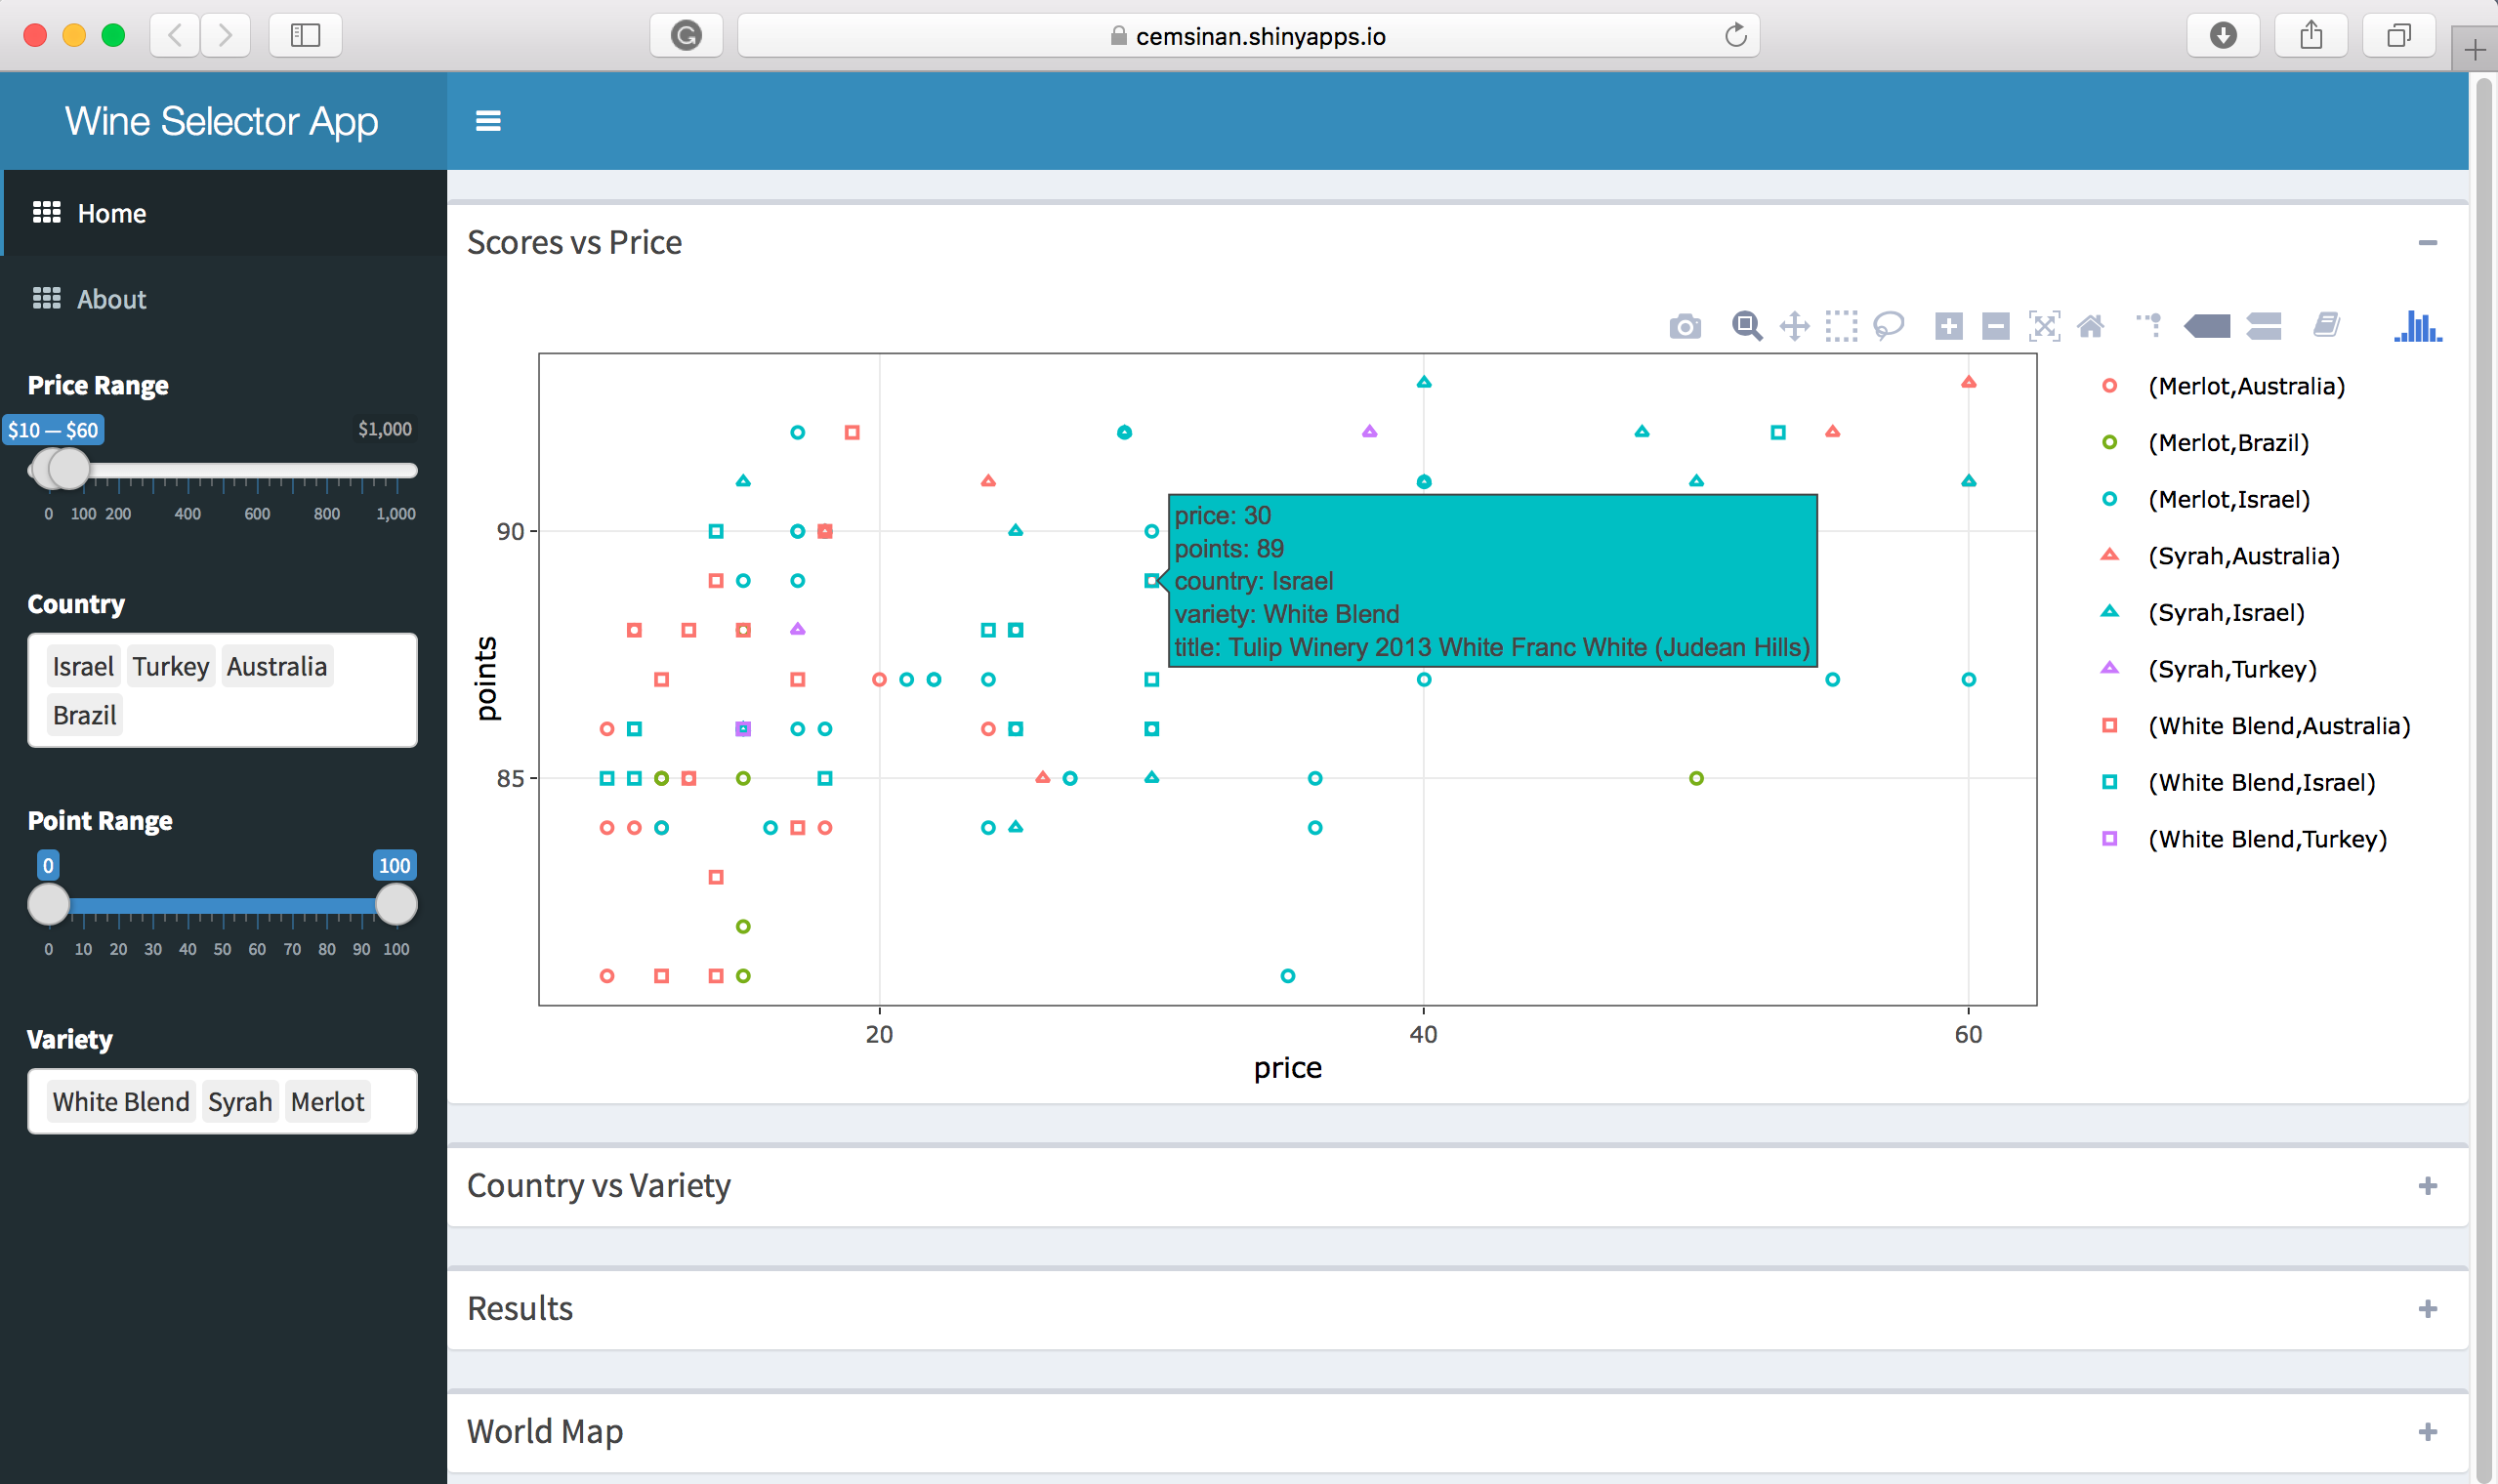 cemsinan.shinyapps.io
Wine Selector App
Home
About
Price Range
$10 — $60
$1,000
0 100 200 400 600 800 1,000
Country
Israel Turkey Australia
Brazil
Point Range
0 100
0 10 20 30 40 50 60 70 80 90 100
Variety
White Blend Syrah Merlot
Scores vs Price
points
90
85
20 40 60
price
price: 30
points: 89
country: Israel
variety: White Blend
title: Tulip Winery 2013 White Franc White (Judean Hills)
(Merlot,Australia)
(Merlot,Brazil)
(Merlot,Israel)
(Syrah,Australia)
(Syrah,Israel)
(Syrah,Turkey)
(White Blend,Australia)
(White Blend,Israel)
(White Blend,Turkey)
Country vs Variety
Results
World Map